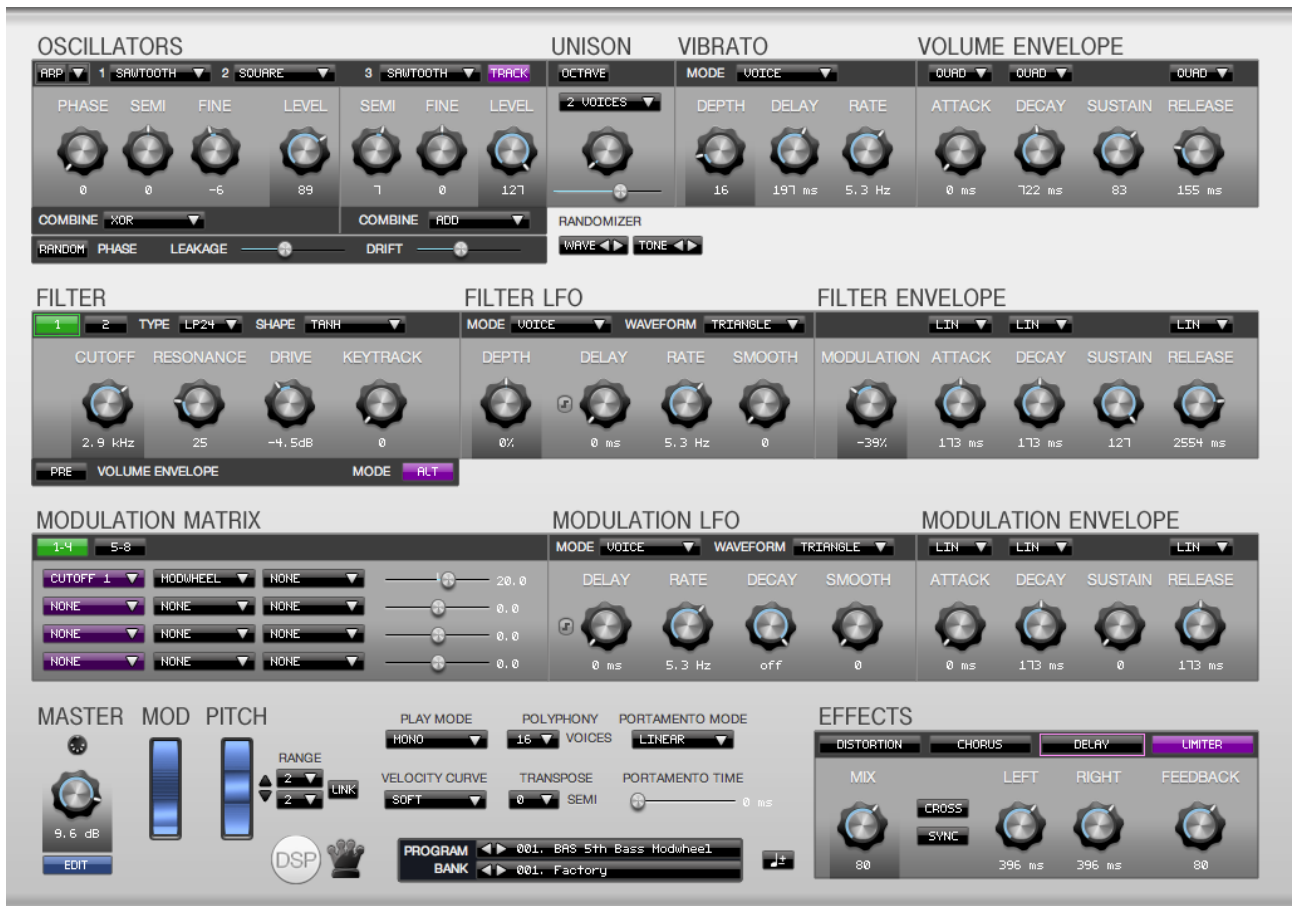 OSCILLATORS UNISON VIBRATO VOLUME ENVELOPE
ARP 1 SAWTOOTH 2 SQUARE 3 SAWTOOTH TRACK OCTAVE MODE VOICE QUAD QUAD QUAD
PHASE SEMI FINE LEVEL SEMI FINE LEVEL 2 VOICES DEPTH DELAY RATE ATTACK DECAY SUSTAIN RELEASE
0 0 -6 89 7 0 127 16 197 ms 5.3 Hz 0 ms 722 ms 83 155 ms
COMBINE XOR COMBINE ADD RANDOMIZER
RANDOM PHASE LEAKAGE DRIFT WAVE TONE
FILTER FILTER LFO FILTER ENVELOPE
1 2 TYPE LP24 SHAPE TANH MODE VOICE WAVEFORM TRIANGLE LIN LIN LIN
CUTOFF RESONANCE DRIVE KEYTRACK DEPTH DELAY RATE SMOOTH MODULATION ATTACK DECAY SUSTAIN RELEASE
2.9 kHz 25 -4.5dB 0 0% 0 ms 5.3 Hz 0 -39% 173 ms 173 ms 127 2554 ms
PRE VOLUME ENVELOPE MODE ALT
MODULATION MATRIX MODULATION LFO MODULATION ENVELOPE
1-4 5-8 MODE VOICE WAVEFORM TRIANGLE LIN LIN LIN
CUTOFF 1 MODWHEEL NONE 20.0 DELAY RATE DECAY SMOOTH ATTACK DECAY SUSTAIN RELEASE
NONE NONE NONE 0.0
NONE NONE NONE 0.0
NONE NONE NONE 0.0 0 ms 5.3 Hz off 0 0 ms 173 ms 0 173 ms
MASTER MOD PITCH PLAY MODE POLYPHONY PORTAMENTO MODE EFFECTS
MONO 16 VOICES LINEAR DISTORTION CHORUS DELAY LIMITER
RANGE
2 VELOCITY CURVE TRANSPOSE PORTAMENTO TIME MIX LEFT RIGHT FEEDBACK
2 LINK SOFT 0 SEMI 0 ms CROSS
9.6 dB SYNC
EDIT DSP PROGRAM 001. BAS 5th Bass Modwheel
BANK 001. Factory 80 396 ms 396 ms 80